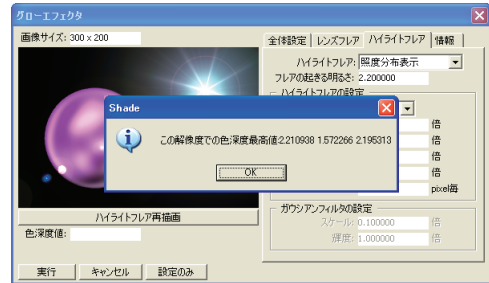 グローエフェクタ
画像サイズ: 300 x 200
全体設定 レンズフレア ハイライトフレア 情報
ハイライトフレア: 照度分布表示
フレアの起きる明るさ: 2.200000
ハイライトフレアの設定
Shade
この解像度での色深度最高値:2.210938 1.572266 2.195313
OK
倍
倍
倍
倍
pixel毎
ハイライトフレア再描画
色深度値:
ガウシアンフィルタの設定
スケール: 0.100000 倍
輝度: 1.000000 倍
実行 キャンセル 設定のみ